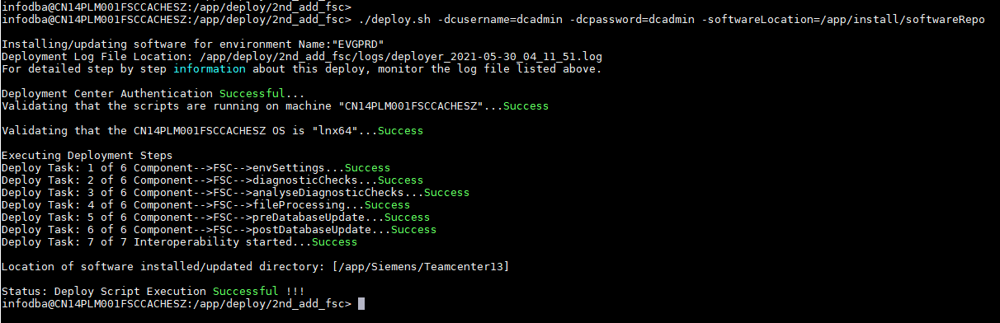 infodba@CN14PLM001FSCCACHESZ:/app/deploy/2nd_add_fsc>
infodba@CN14PLM001FSCCACHESZ:/app/deploy/2nd_add_fsc> ./deploy.sh -dcusername=dcadmin -dcpassword=dcadmin -softwareLocation=/app/install/softwareRepo
Installing/updating software for environment Name:"EVGPRD"
Deployment Log File Location: /app/deploy/2nd_add_fsc/logs/deployer_2021-05-30_04_11_51.log
For detailed step by step information about this deploy, monitor the log file listed above.
Deployment Center Authentication Successful...
Validating that the scripts are running on machine "CN14PLM001FSCCACHESZ"...Success
Validating that the CN14PLM001FSCCACHESZ OS is "lnx64"...Success
Executing Deployment Steps
Deploy Task: 1 of 6 Component-->FSC-->envSettings...Success
Deploy Task: 2 of 6 Component-->FSC-->diagnosticChecks...Success
Deploy Task: 3 of 6 Component-->FSC-->analyseDiagnosticChecks...Success
Deploy Task: 4 of 6 Component-->FSC-->fileProcessing...Success
Deploy Task: 5 of 6 Component-->FSC-->preDatabaseUpdate...Success
Deploy Task: 6 of 6 Component-->FSC-->postDatabaseUpdate...Success
Deploy Task: 7 of 7 Interoperability started...Success
Location of software installed/updated directory: [/app/Siemens/Teamcenter13]
Status: Deploy Script Execution Successful !!!
infodba@CN14PLM001FSCCACHESZ:/app/deploy/2nd_add_fsc>